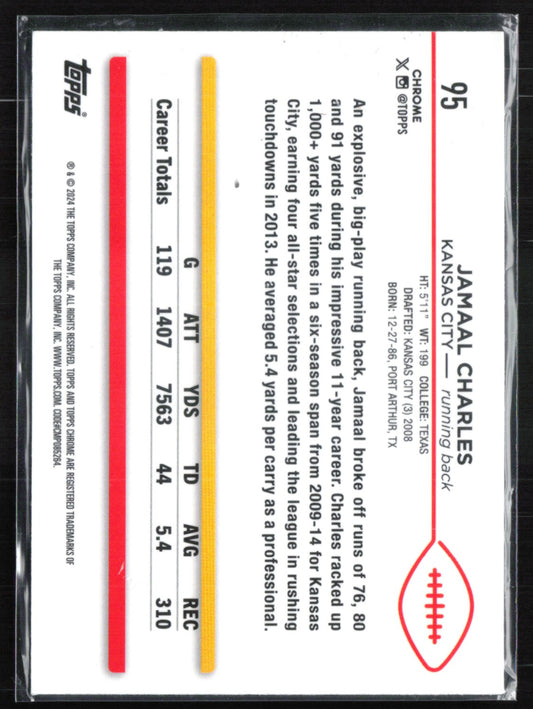 95
CHROME
X @TOPPS
JAMAAL CHARLES
KANSAS CITY — running back
HT: 5'11" WT: 199 COLLEGE: TEXAS
DRAFTED: KANSAS CITY (3) 2008
BORN: 12-27-86, PORT ARTHUR, TX
An explosive, big-play running back, Jamaal broke off runs of 76, 80
and 91 yards during his impressive 11-year career. Charles racked up
1,000+ yards five times in a six-season span from 2009-14 for Kansas
City, earning four all-star selections and leading the league in rushing
touchdowns in 2013. He averaged 5.4 yards per carry as a professional.
G ATT YDS TD AVG REC
Career Totals 119 1407 7563 44 5.4 310
topps®
® & © 2024 THE TOPPS COMPANY, INC. ALL RIGHTS RESERVED. TOPPS AND TOPPS CHROME ARE REGISTERED TRADEMARKS OF
THE TOPPS COMPANY, INC. WWW.TOPPS.COM. CODE#CMP085264.